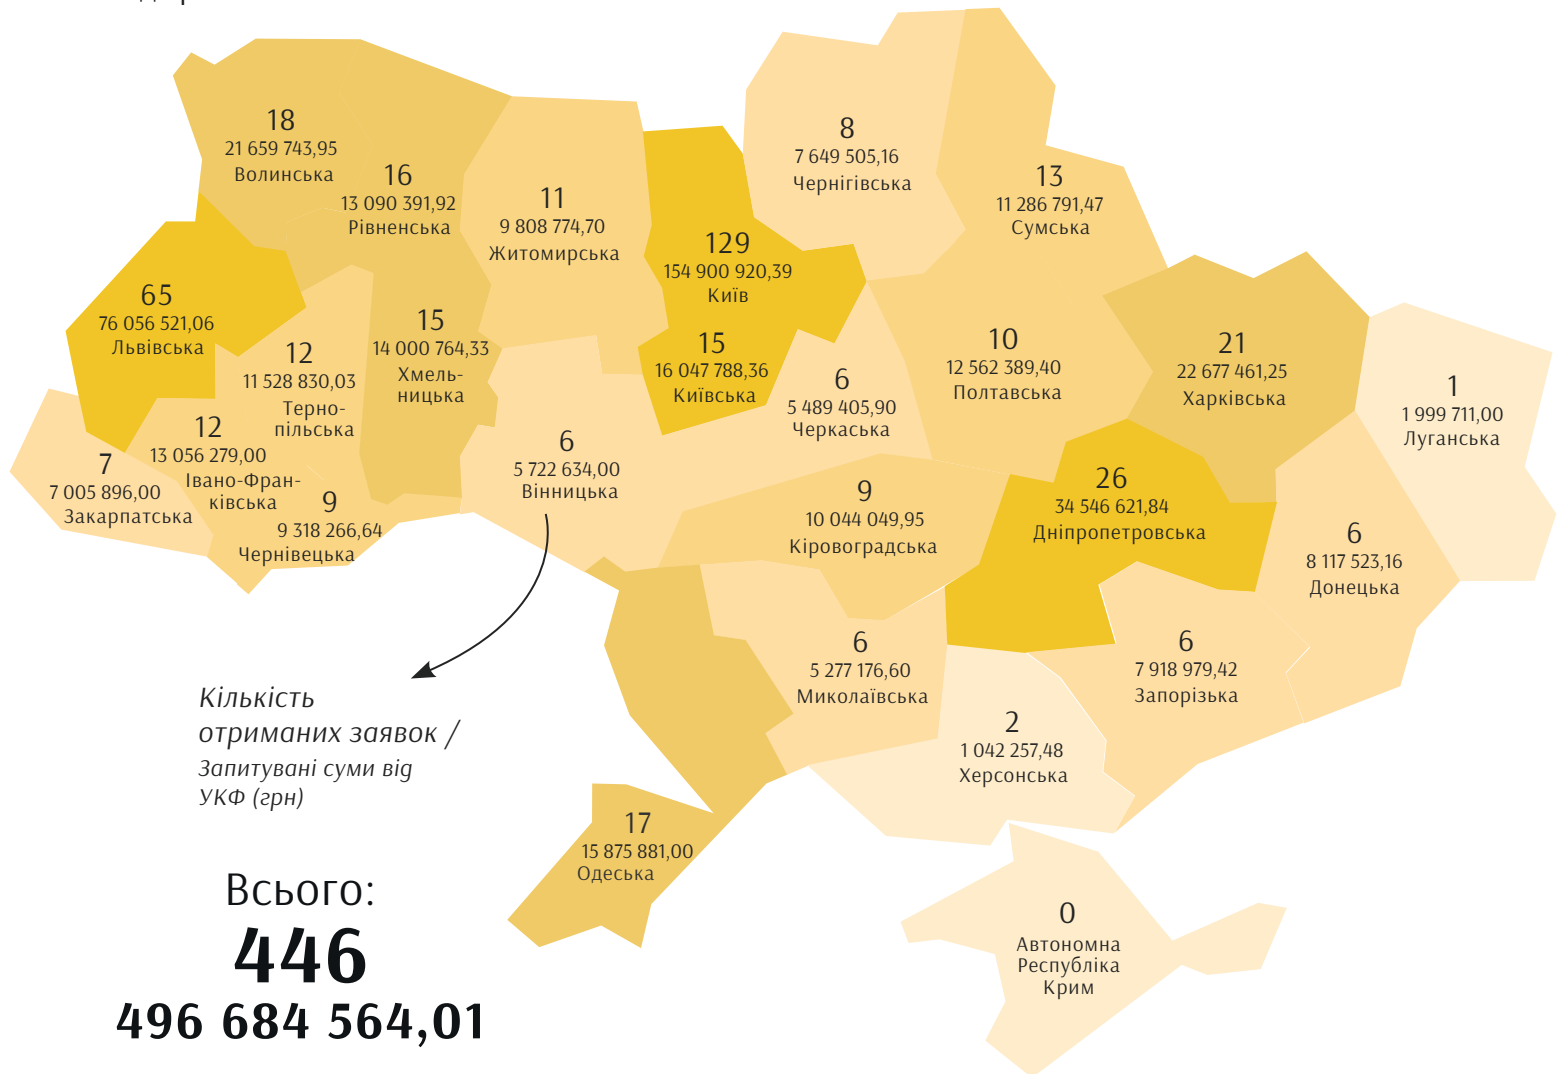 18
21 659 743,95
Волинська
16
13 090 391,92
Рівненська
11
9 808 774,70
Житомирська
129
154 900 920,39
Київ
15
16 047 788,36
Київська
8
7 649 505,16
Чернігівська
13
11 286 791,47
Сумська
65
76 056 521,06
Львівська
12
11 528 830,03
Терно-
пільська
15
14 000 764,33
Хмель-
ницька
6
5 489 405,90
Черкаська
10
12 562 389,40
Полтавська
21
22 677 461,25
Харківська
1
1 999 711,00
Луганська
7
7 005 896,00
Закарпатська
12
13 056 279,00
Івано-Фран-
ківська
9
9 318 266,64
Чернівецька
6
5 722 634,00
Вінницька
9
10 044 049,95
Кіровоградська
26
34 546 621,84
Дніпропетровська
6
8 117 523,16
Донецька
6
5 277 176,60
Миколаївська
6
7 918 979,42
Запорізька
2
1 042 257,48
Херсонська
17
15 875 881,00
Одеська
0
Автономна
Республіка
Крим
Кількість
отриманих заявок /
Запитувані суми від
УКФ (грн)
Всього:
446
496 684 564,01